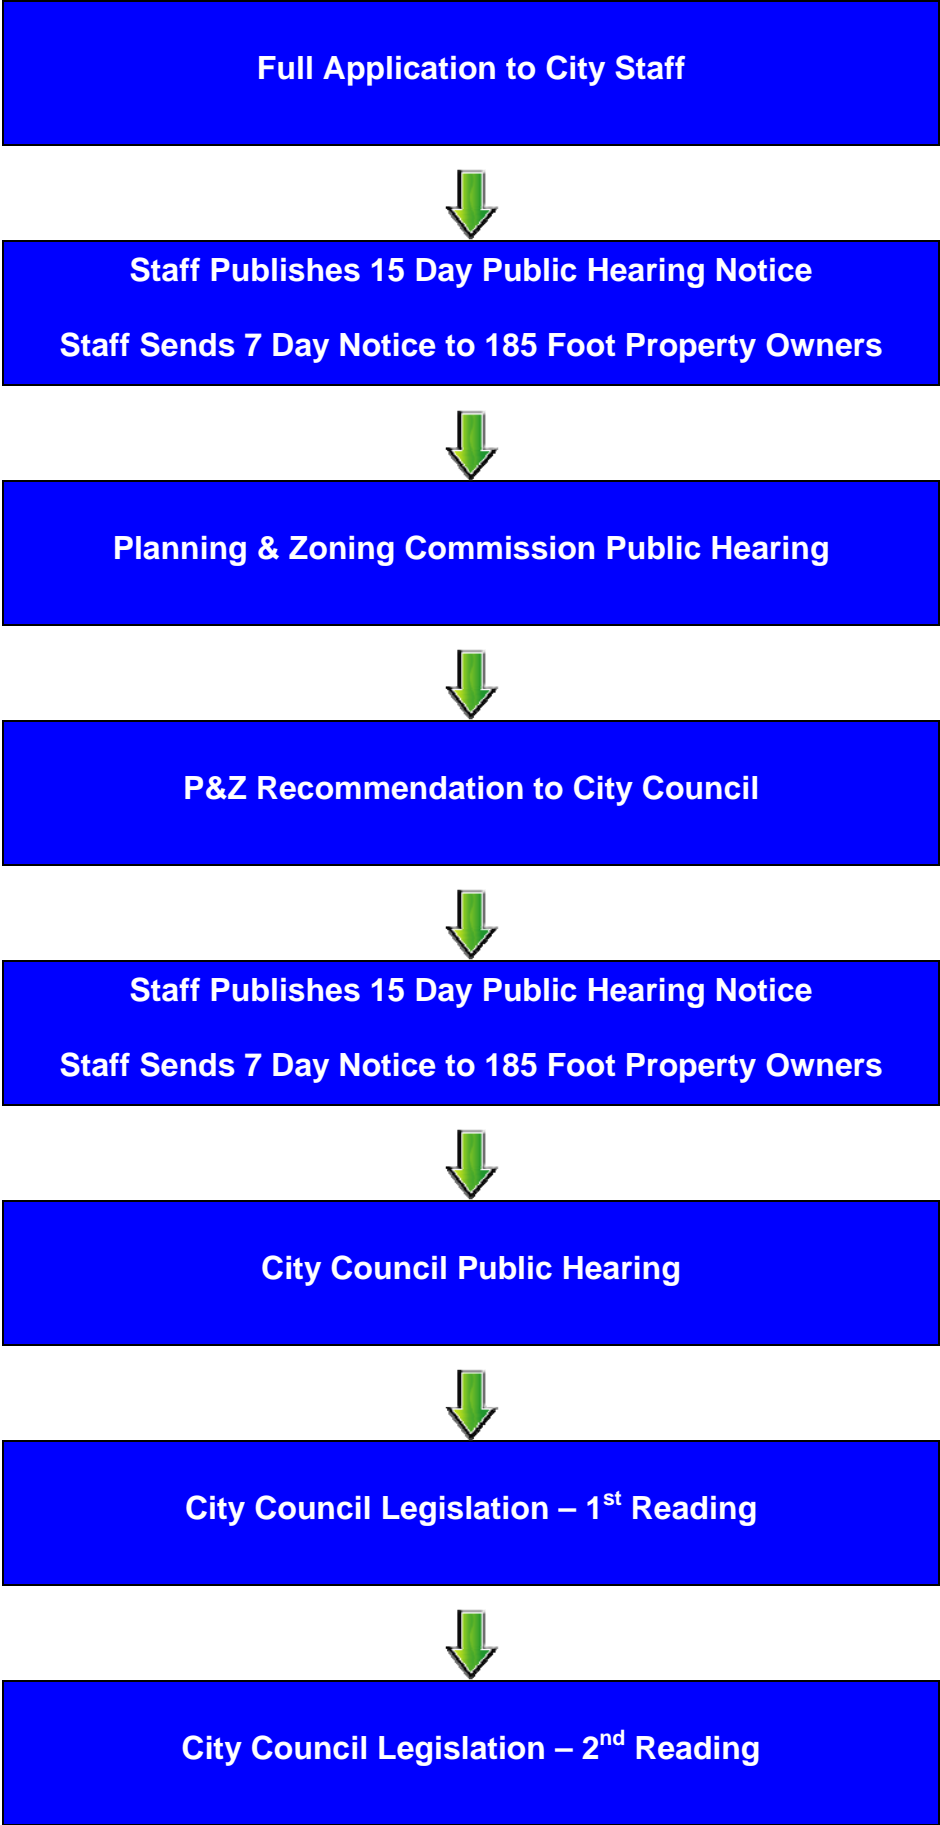 Full Application to City Staff
Staff Publishes 15 Day Public Hearing Notice
Staff Sends 7 Day Notice to 185 Foot Property Owners
Planning & Zoning Commission Public Hearing
P&Z Recommendation to City Council
Staff Publishes 15 Day Public Hearing Notice
Staff Sends 7 Day Notice to 185 Foot Property Owners
City Council Public Hearing
City Council Legislation – 1st Reading
City Council Legislation – 2nd Reading